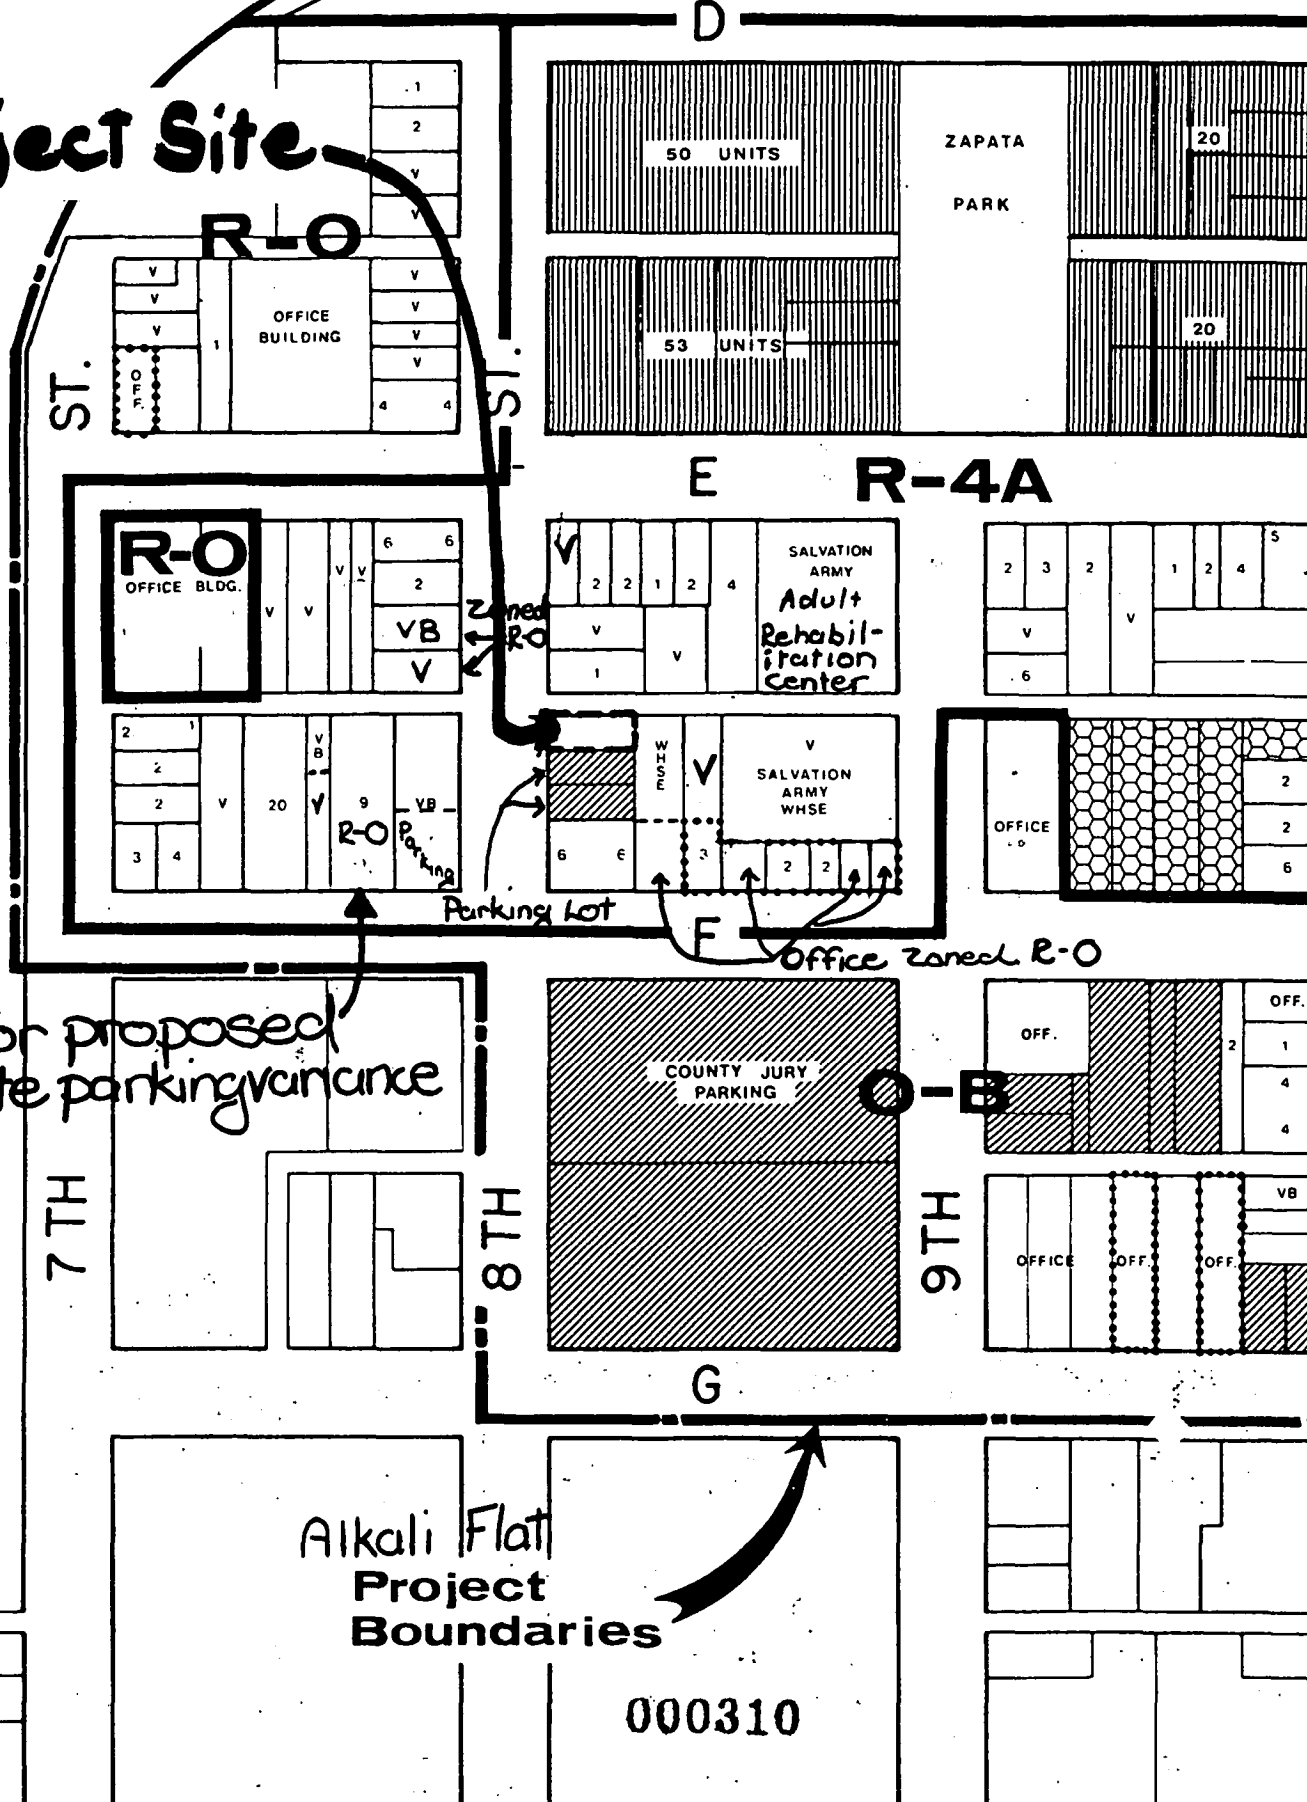 D
ject Site
R-O
.1
2
V
V
50 UNITS
ZAPATA
PARK
20
V
V
V
OFF.
1
OFFICE
BUILDING
V
V
V
V
4 4
53 UNITS
20
ST.
ST.
E
R-4A
R-O
OFFICE BLDG.
V
V
V
V
6 6
2
VB
V
Zoned
R-O
V
2
2
1
2
4
V
1
V
SALVATION
ARMY
Adult
Rehabil-
itation
center
2
3
2
V
1
2
4
5
V
6
2 1
2
2
3
4
V
20
VB
V
9
R-O
VB
Parking
WHSE
V
V
SALVATION
ARMY
WHSE
6 6
3
2
2
OFFICE
2
2
6
Parking Lot
F
Office zoned R-O
or proposed
te parking variance
COUNTY JURY
PARKING
O-B
OFF.
2
OFF.
1
4
4
7TH
8TH
9TH
OFFICE
OFF.
OFF.
VB
G
Alkali Flat
Project
Boundaries
000310